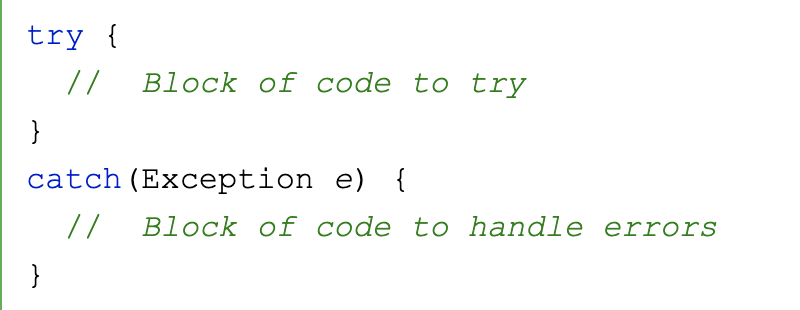 try {
  //  Block of code to try
}
catch(Exception e) {
  //  Block of code to handle errors
}